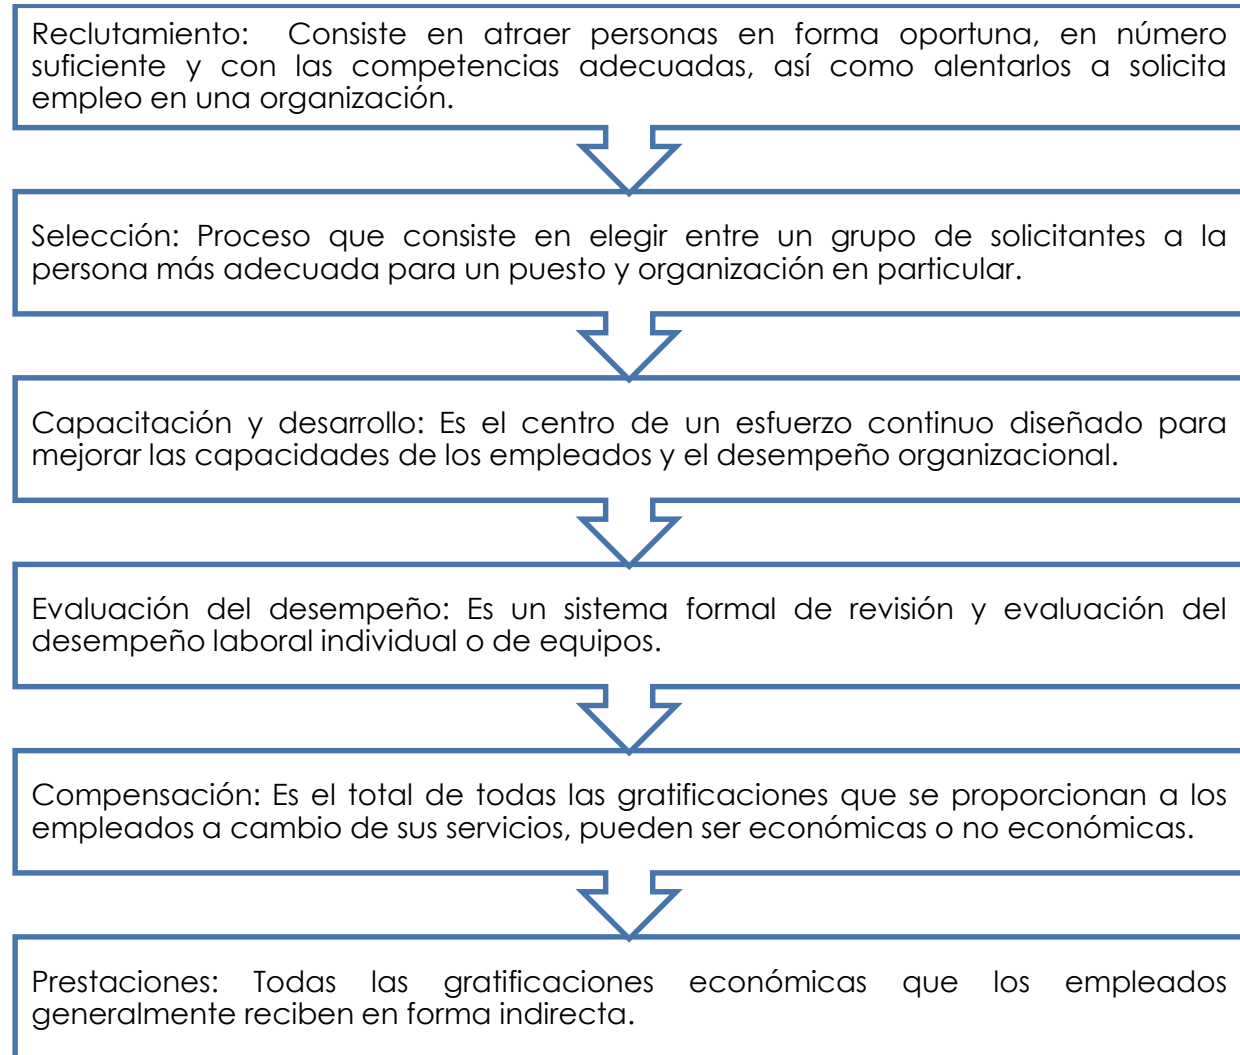 Reclutamiento: Consiste en atraer personas en forma oportuna, en número
suficiente y con las competencias adecuadas, así como alentarlos a solicita
empleo en una organización.
Selección: Proceso que consiste en elegir entre un grupo de solicitantes a la
persona más adecuada para un puesto y organización en particular.
Capacitación y desarrollo: Es el centro de un esfuerzo continuo diseñado para
mejorar las capacidades de los empleados y el desempeño organizacional.
Evaluación del desempeño: Es un sistema formal de revisión y evaluación del
desempeño laboral individual o de equipos.
Compensación: Es el total de todas las gratificaciones que se proporcionan a los
empleados a cambio de sus servicios, pueden ser económicas o no económicas.
Prestaciones: Todas las gratificaciones económicas que los empleados
generalmente reciben en forma indirecta.